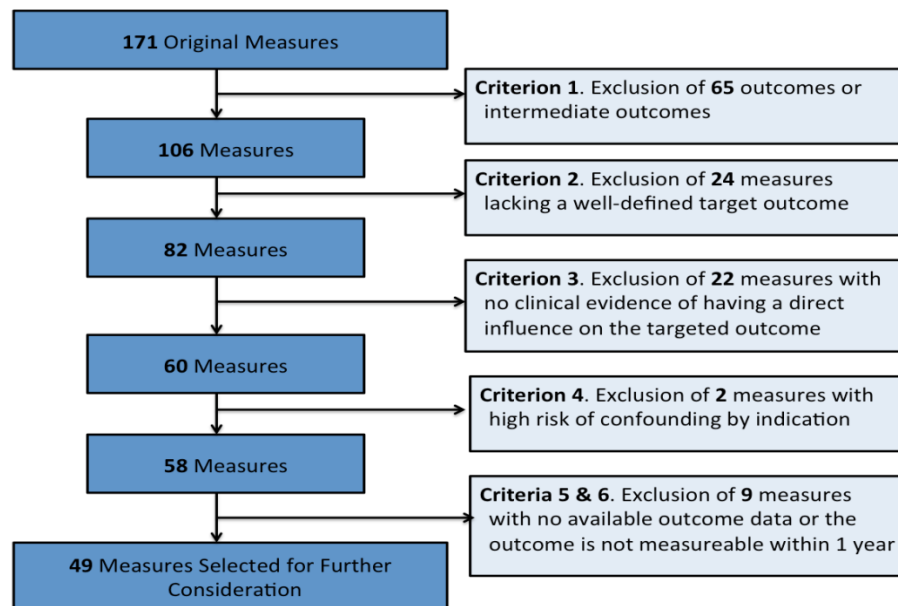 171 Original Measures
Criterion 1. Exclusion of 65 outcomes or
intermediate outcomes
106 Measures
Criterion 2. Exclusion of 24 measures
lacking a well-defined target outcome
82 Measures
Criterion 3. Exclusion of 22 measures with
no clinical evidence of having a direct
influence on the targeted outcome
60 Measures
Criterion 4. Exclusion of 2 measures with
high risk of confounding by indication
58 Measures
Criteria 5 & 6. Exclusion of 9 measures
with no available outcome data or the
outcome is not measureable within 1 year
49 Measures Selected for Further
Consideration